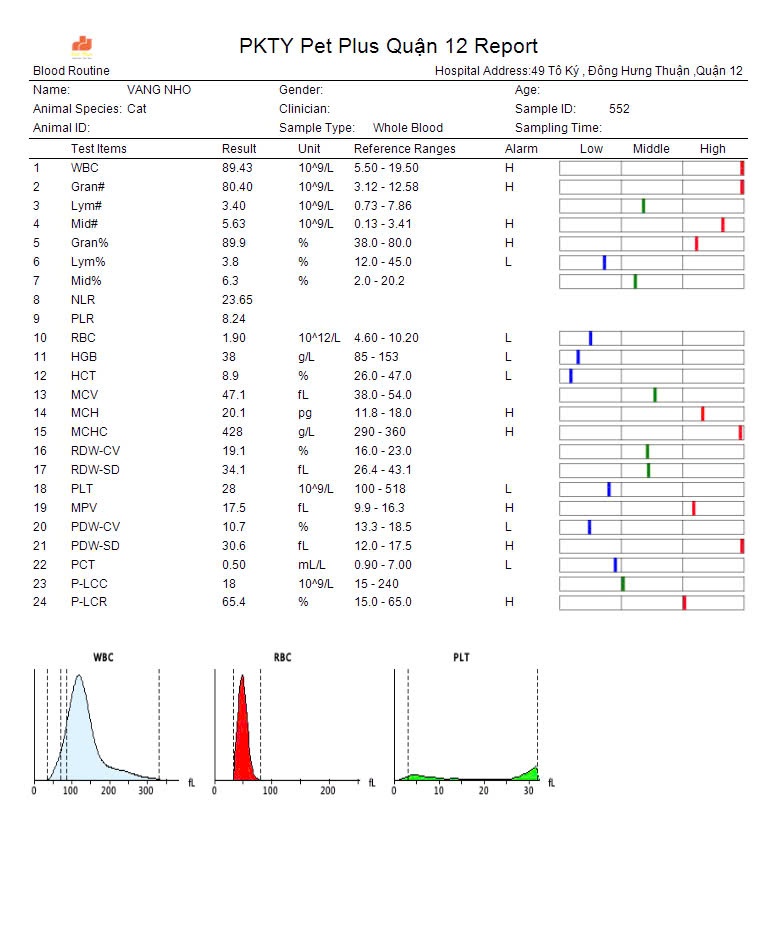 PKTY Pet Plus Quận 12 Report
Blood Routine Hospital Address:49 Tô Ký , Đông Hưng Thuận ,Quận 12
Name: VANG NHO Gender: Age:
Animal Species: Cat Clinician: Sample ID: 552
Animal ID: Sample Type: Whole Blood Sampling Time:
Test Items Result Unit Reference Ranges Alarm Low Middle High
1 WBC 89.43 10^9/L 5.50 - 19.50 H
2 Gran# 80.40 10^9/L 3.12 - 12.58 H
3 Lym# 3.40 10^9/L 0.73 - 7.86
4 Mid# 5.63 10^9/L 0.13 - 3.41 H
5 Gran% 89.9 % 38.0 - 80.0 H
6 Lym% 3.8 % 12.0 - 45.0 L
7 Mid% 6.3 % 2.0 - 20.2
8 NLR 23.65
9 PLR 8.24
10 RBC 1.90 10^12/L 4.60 - 10.20 L
11 HGB 38 g/L 85 - 153 L
12 HCT 8.9 % 26.0 - 47.0 L
13 MCV 47.1 fL 38.0 - 54.0
14 MCH 20.1 pg 11.8 - 18.0 H
15 MCHC 428 g/L 290 - 360 H
16 RDW-CV 19.1 % 16.0 - 23.0
17 RDW-SD 34.1 fL 26.4 - 43.1
18 PLT 28 10^9/L 100 - 518 L
19 MPV 17.5 fL 9.9 - 16.3 H
20 PDW-CV 10.7 % 13.3 - 18.5 L
21 PDW-SD 30.6 fL 12.0 - 17.5 H
22 PCT 0.50 mL/L 0.90 - 7.00 L
23 P-LCC 18 10^9/L 15 - 240
24 P-LCR 65.4 % 15.0 - 65.0 H
WBC RBC PLT
0 100 200 300 fL 0 100 200 fL 0 10 20 30 fL